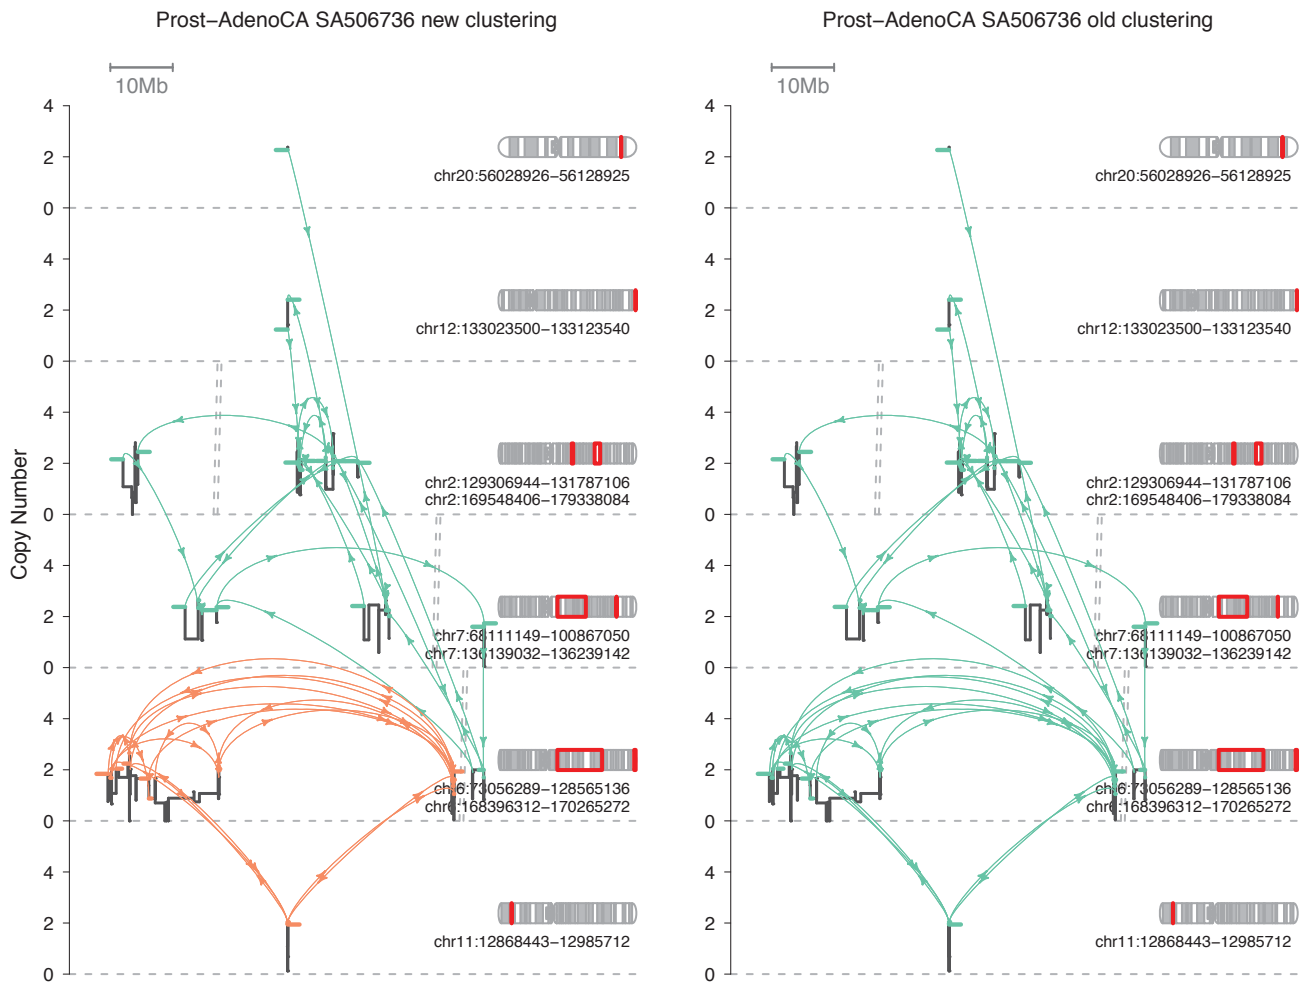 Prost−AdenoCA SA506736 new clustering
10Mb
Copy Number
4
2
0
chr20:56028926−56128925
4
2
0
chr12:133023500−133123540
4
2
0
chr2:129306944−131787106
chr2:169548406−179338084
4
2
0
chr7:68111149−100867050
chr7:136139032−136239142
4
2
0
chr6:73056289−128565136
chr6:168396312−170265272
4
2
0
chr11:12868443−12985712
Prost−AdenoCA SA506736 old clustering
10Mb
4
2
0
chr20:56028926−56128925
4
2
0
chr12:133023500−133123540
4
2
0
chr2:129306944−131787106
chr2:169548406−179338084
4
2
0
chr7:68111149−100867050
chr7:136139032−136239142
4
2
0
chr6:73056289−128565136
chr6:168396312−170265272
4
2
0
chr11:12868443−12985712